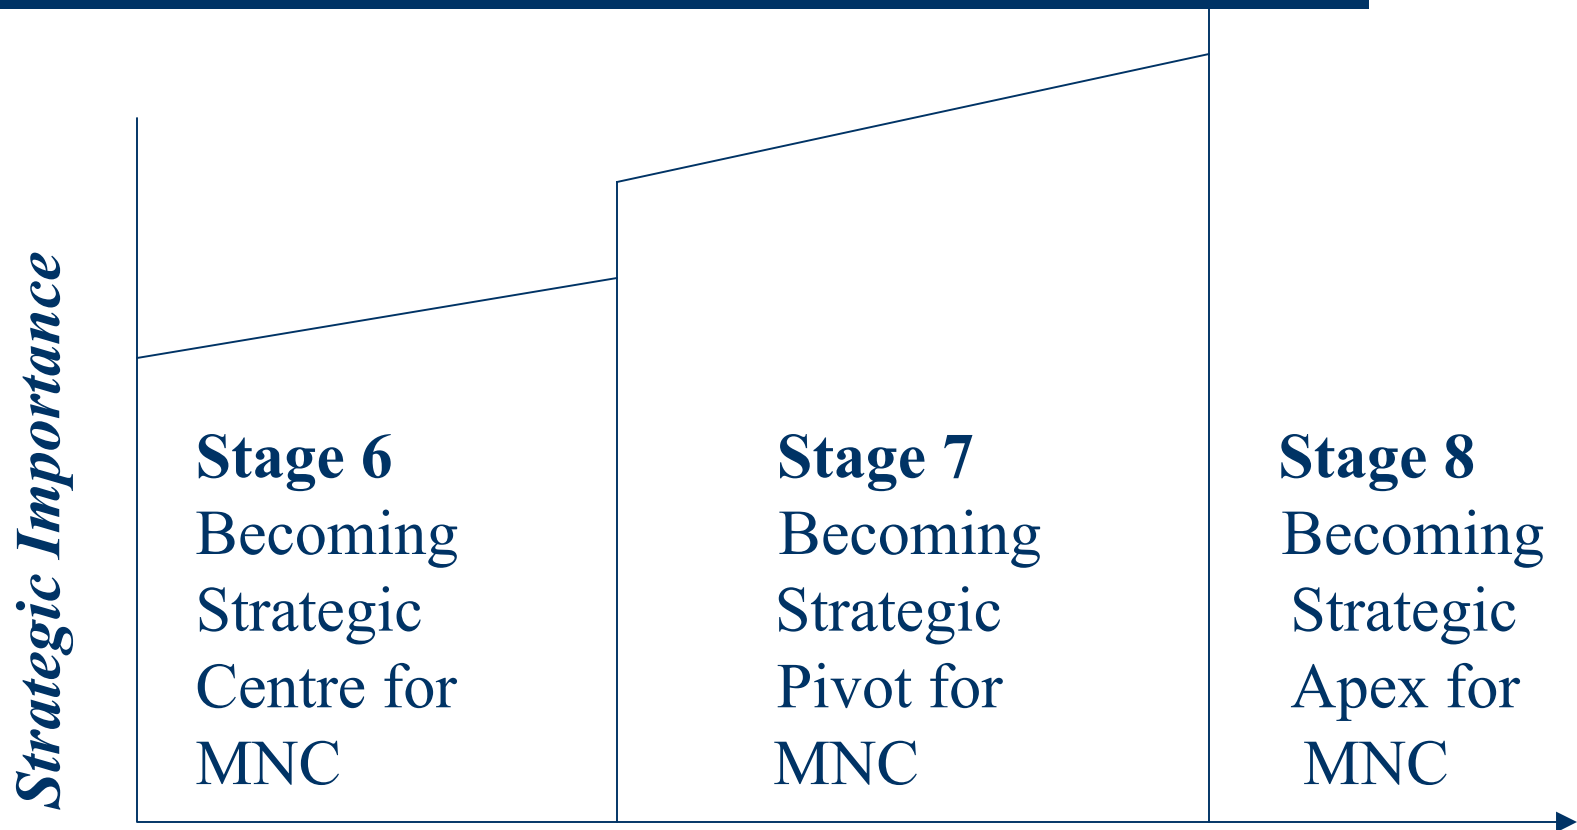 Strategic Importance
Stage 6
Becoming
Strategic
Centre for
MNC
Stage 7
Becoming
Strategic
Pivot for
MNC
Stage 8
Becoming
Strategic
Apex for
MNC